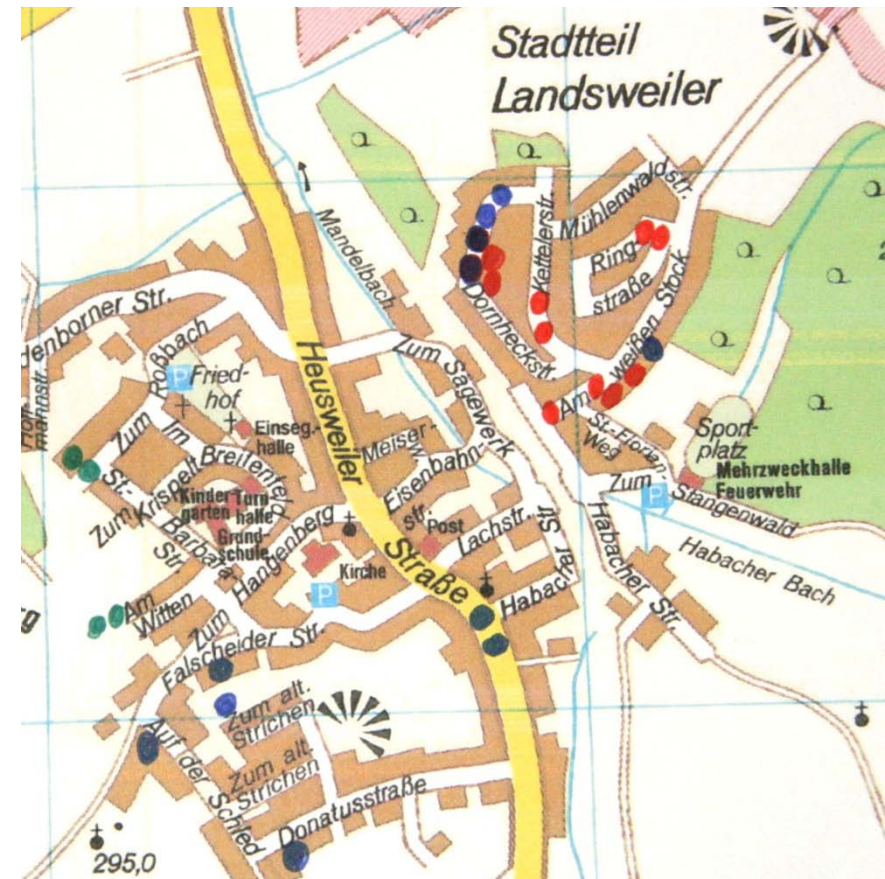 Stadtteil
Landsweiler
Mandelbach
Kettelerstr.
Mühlenwaldstr.
Ring-
straße
Dornheckstr.
Am weißen Stock
denborner Str.
Roßbach
Zum Sägewerk
P
Fried-
hof
Einseg.-
halle
Heusweiler
Straße
Meiser-
W.
Eisenbahn-
str.
St.-Florian-
Weg
Sport-
platz
Mehrzweckhalle
Feuerwehr
Zum
Stangenwald
P
Im
Breitenfeld
Zum
Krispett
St.-
Barbara
Str.
Zum
Kinder
garten
Turn
halle
Grund-
schule
Zum Hangenberg
Post
Lachstr.
Habacher Str.
Habacher Str.
Habacher Bach
Kirche
P
Am
Witten
Falscheider Str.
Zum alt.
Strichen
Zum alt.
Strichen
Auf der Schled
Donatusstraße
295,0